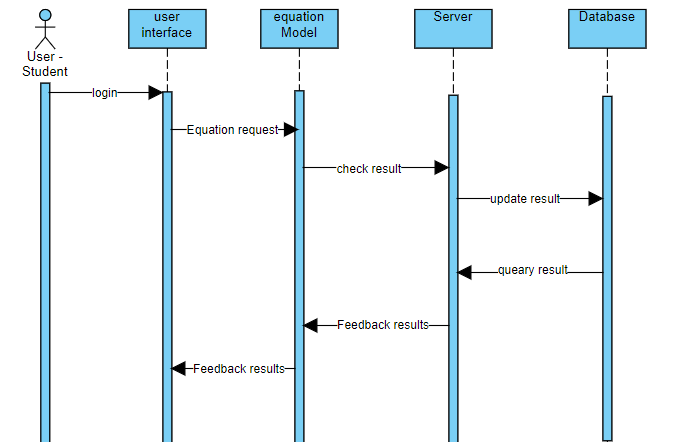 user
interface
equation
Model
Server
Database
User -
Student
login
Equation request
check result
update result
queary result
Feedback results
Feedback results